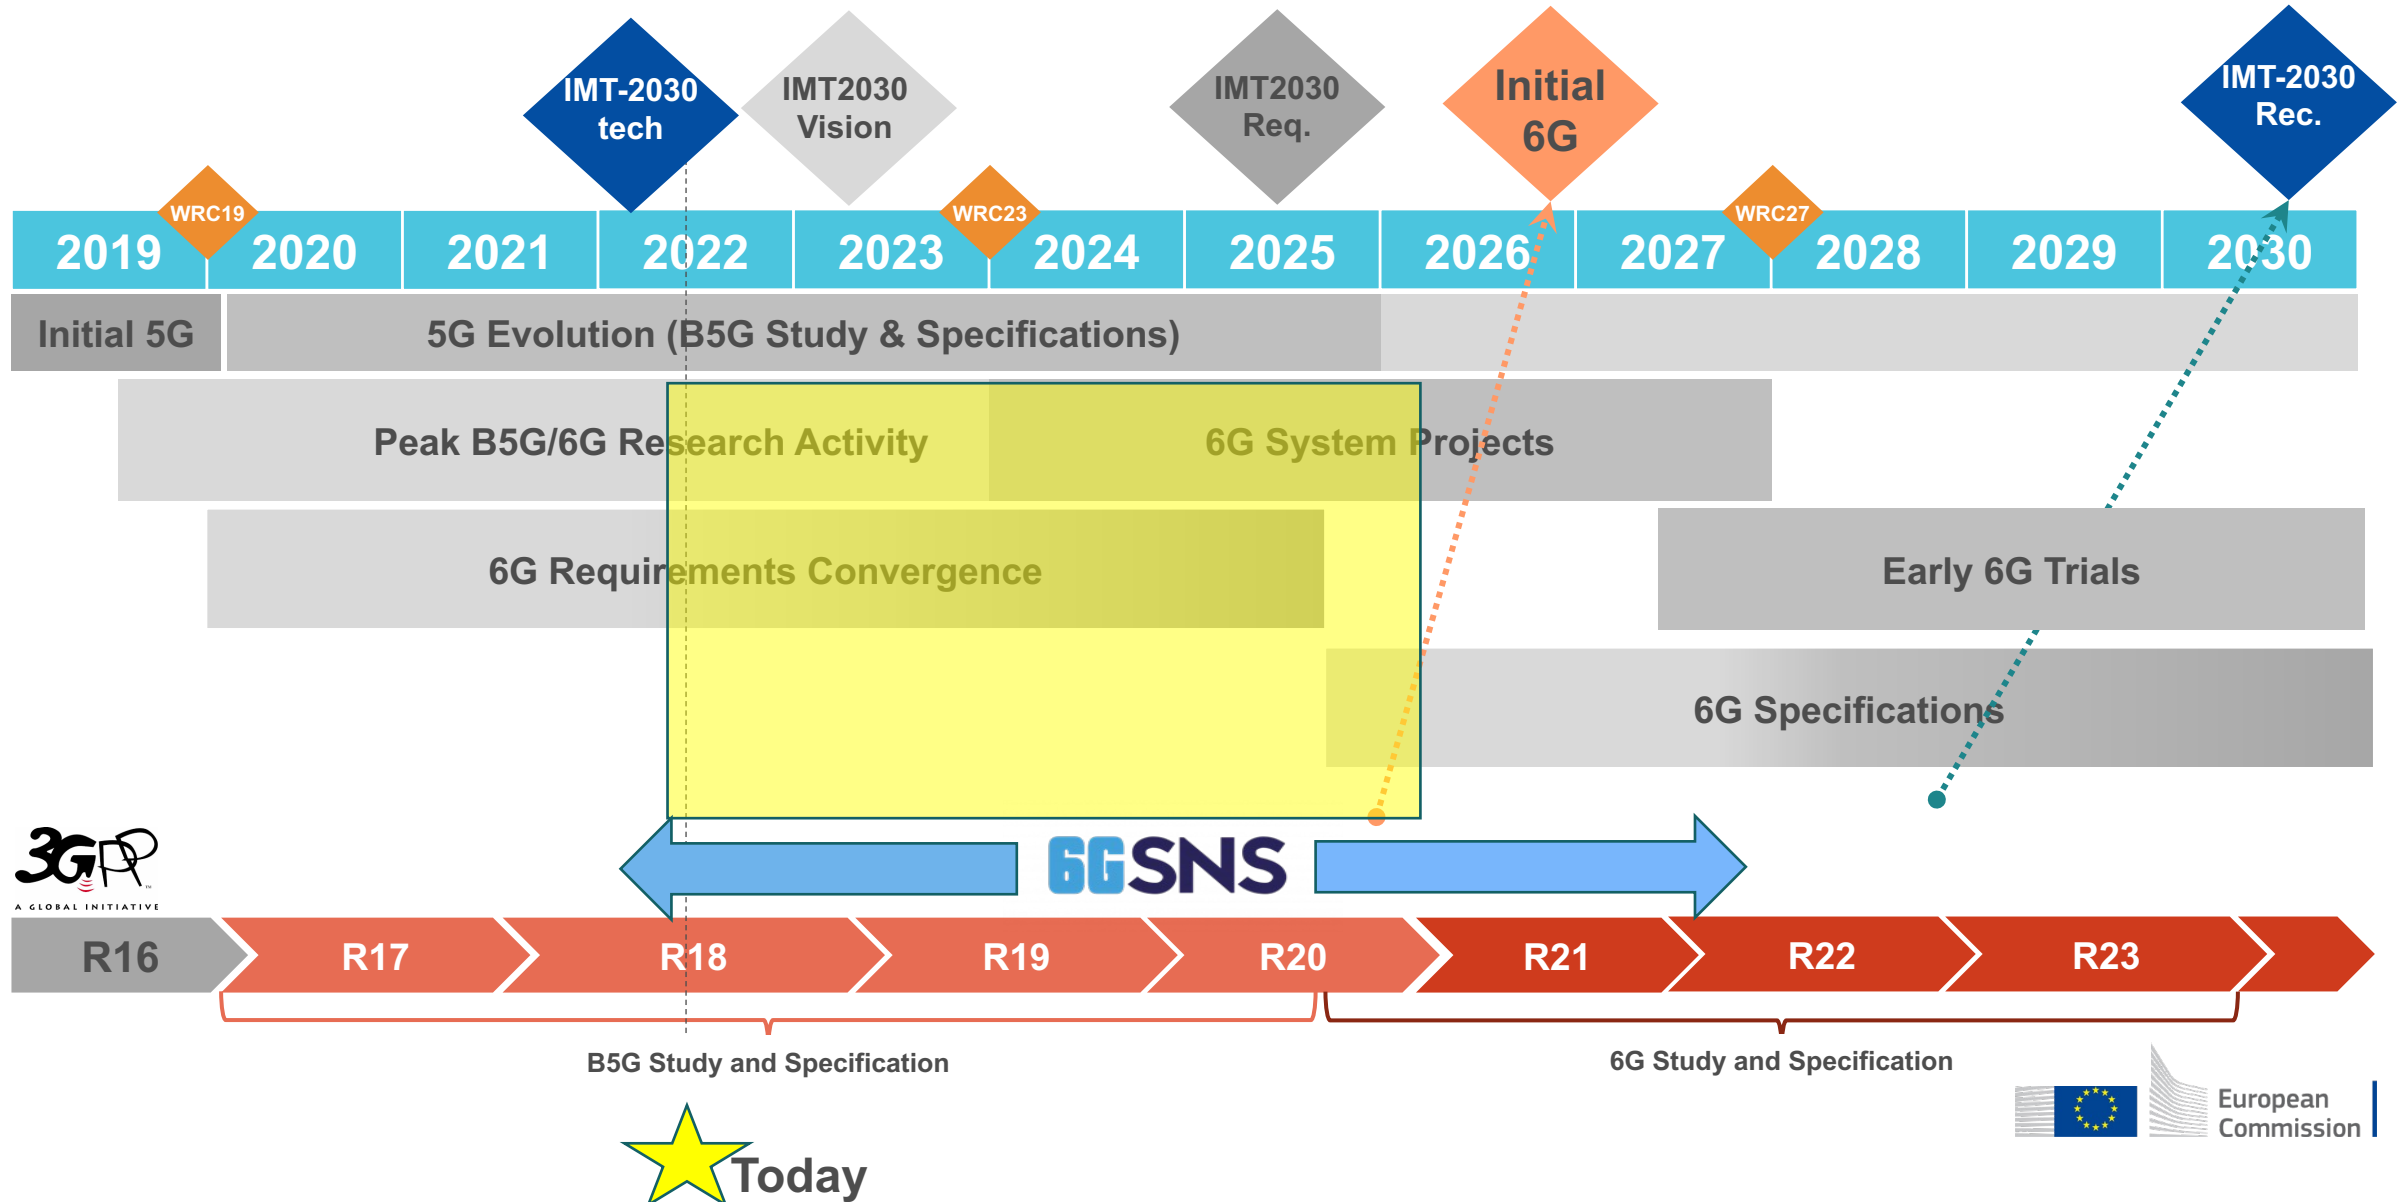 IMT-2030
tech
IMT2030
Vision
IMT2030
Req.
Initial
6G
IMT-2030
Rec.
WRC19
WRC23
WRC27
2019 2020 2021 2022 2023 2024 2025 2026 2027 2028 2029 2030
Initial 5G
5G Evolution (B5G Study & Specifications)
Peak B5G/6G Research Activity
6G System Projects
6G Requirements Convergence
Early 6G Trials
6G Specifications
3GPP
TM
A GLOBAL INITIATIVE
6GSNS
R16 R17 R18 R19 R20 R21 R22 R23
B5G Study and Specification
6G Study and Specification
European
Commission
Today